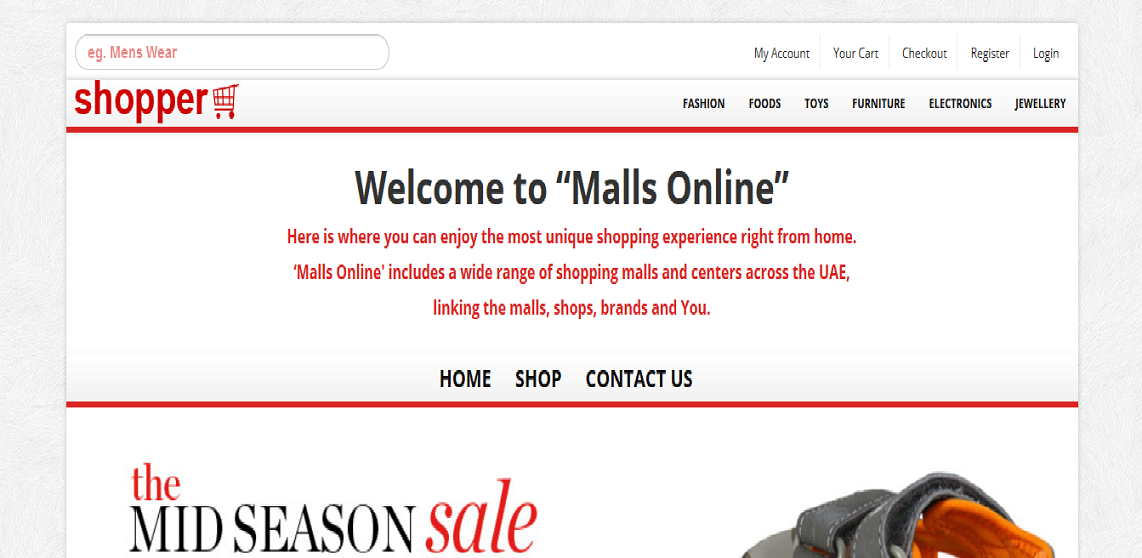 eg. Mens Wear
My Account Your Cart Checkout Register Login
shopper
FASHION FOODS TOYS FURNITURE ELECTRONICS JEWELLERY
Welcome to “Malls Online”
Here is where you can enjoy the most unique shopping experience right from home.
‘Malls Online' includes a wide range of shopping malls and centers across the UAE,
linking the malls, shops, brands and You.
HOME SHOP CONTACT US
the
MID SEASON sale